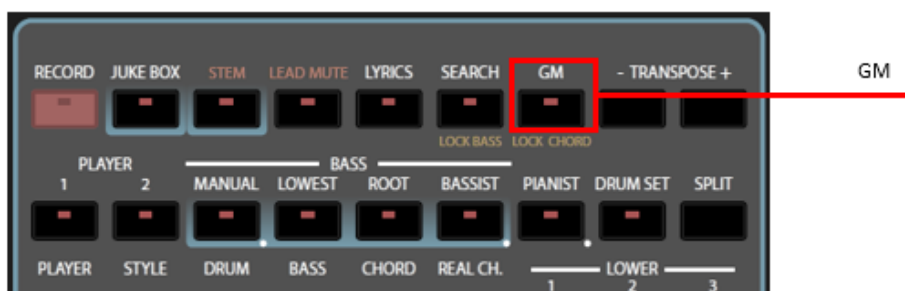 RECORD JUKE BOX STEM LEAD MUTE LYRICS SEARCH GM - TRANSPOSE + GM
LOCK BASS LOCK CHORD
PLAYER BASS
1 2 MANUAL LOWEST ROOT BASSIST PIANIST DRUM SET SPLIT
PLAYER STYLE DRUM BASS CHORD REAL CH. LOWER
1 2 3